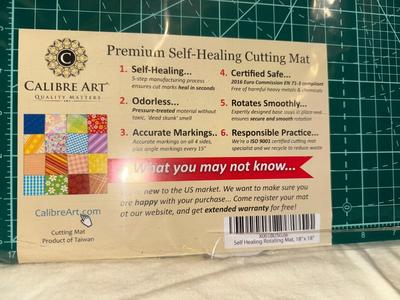 Premium Self-Healing Cutting Mat
C
CALIBRE ART
QUALITY MATTERS
1. Self-Healing...
5-step manufacturing process
ensures cuts marks heal in seconds
2. Odorless...
Pressure-treated material without
toxic, 'dead skunk' smell
3. Accurate Markings...
Accurate markings on all 4 sides,
plus angle markings every 15°
4. Certified Safe...
2016 Euro Commission EN 71-3 compliant
Free of harmful heavy metals & chemicals
5. Rotates Smoothly...
Expertly designed base stays in place and
ensures secure and smooth rotation
6. Responsible Practice...
We're a ISO 9001 certified cutting mat
specialist and we recycle to reduce waste
What you may not know...
new to the US market. We want to make sure you
are happy with your purchase... Come register your mat
at our website, and get extended warranty for free!
CalibreArt.com
Cutting Mat
Product of Taiwan
Self Healing Rotating Mat, 18" x 18"
17
8